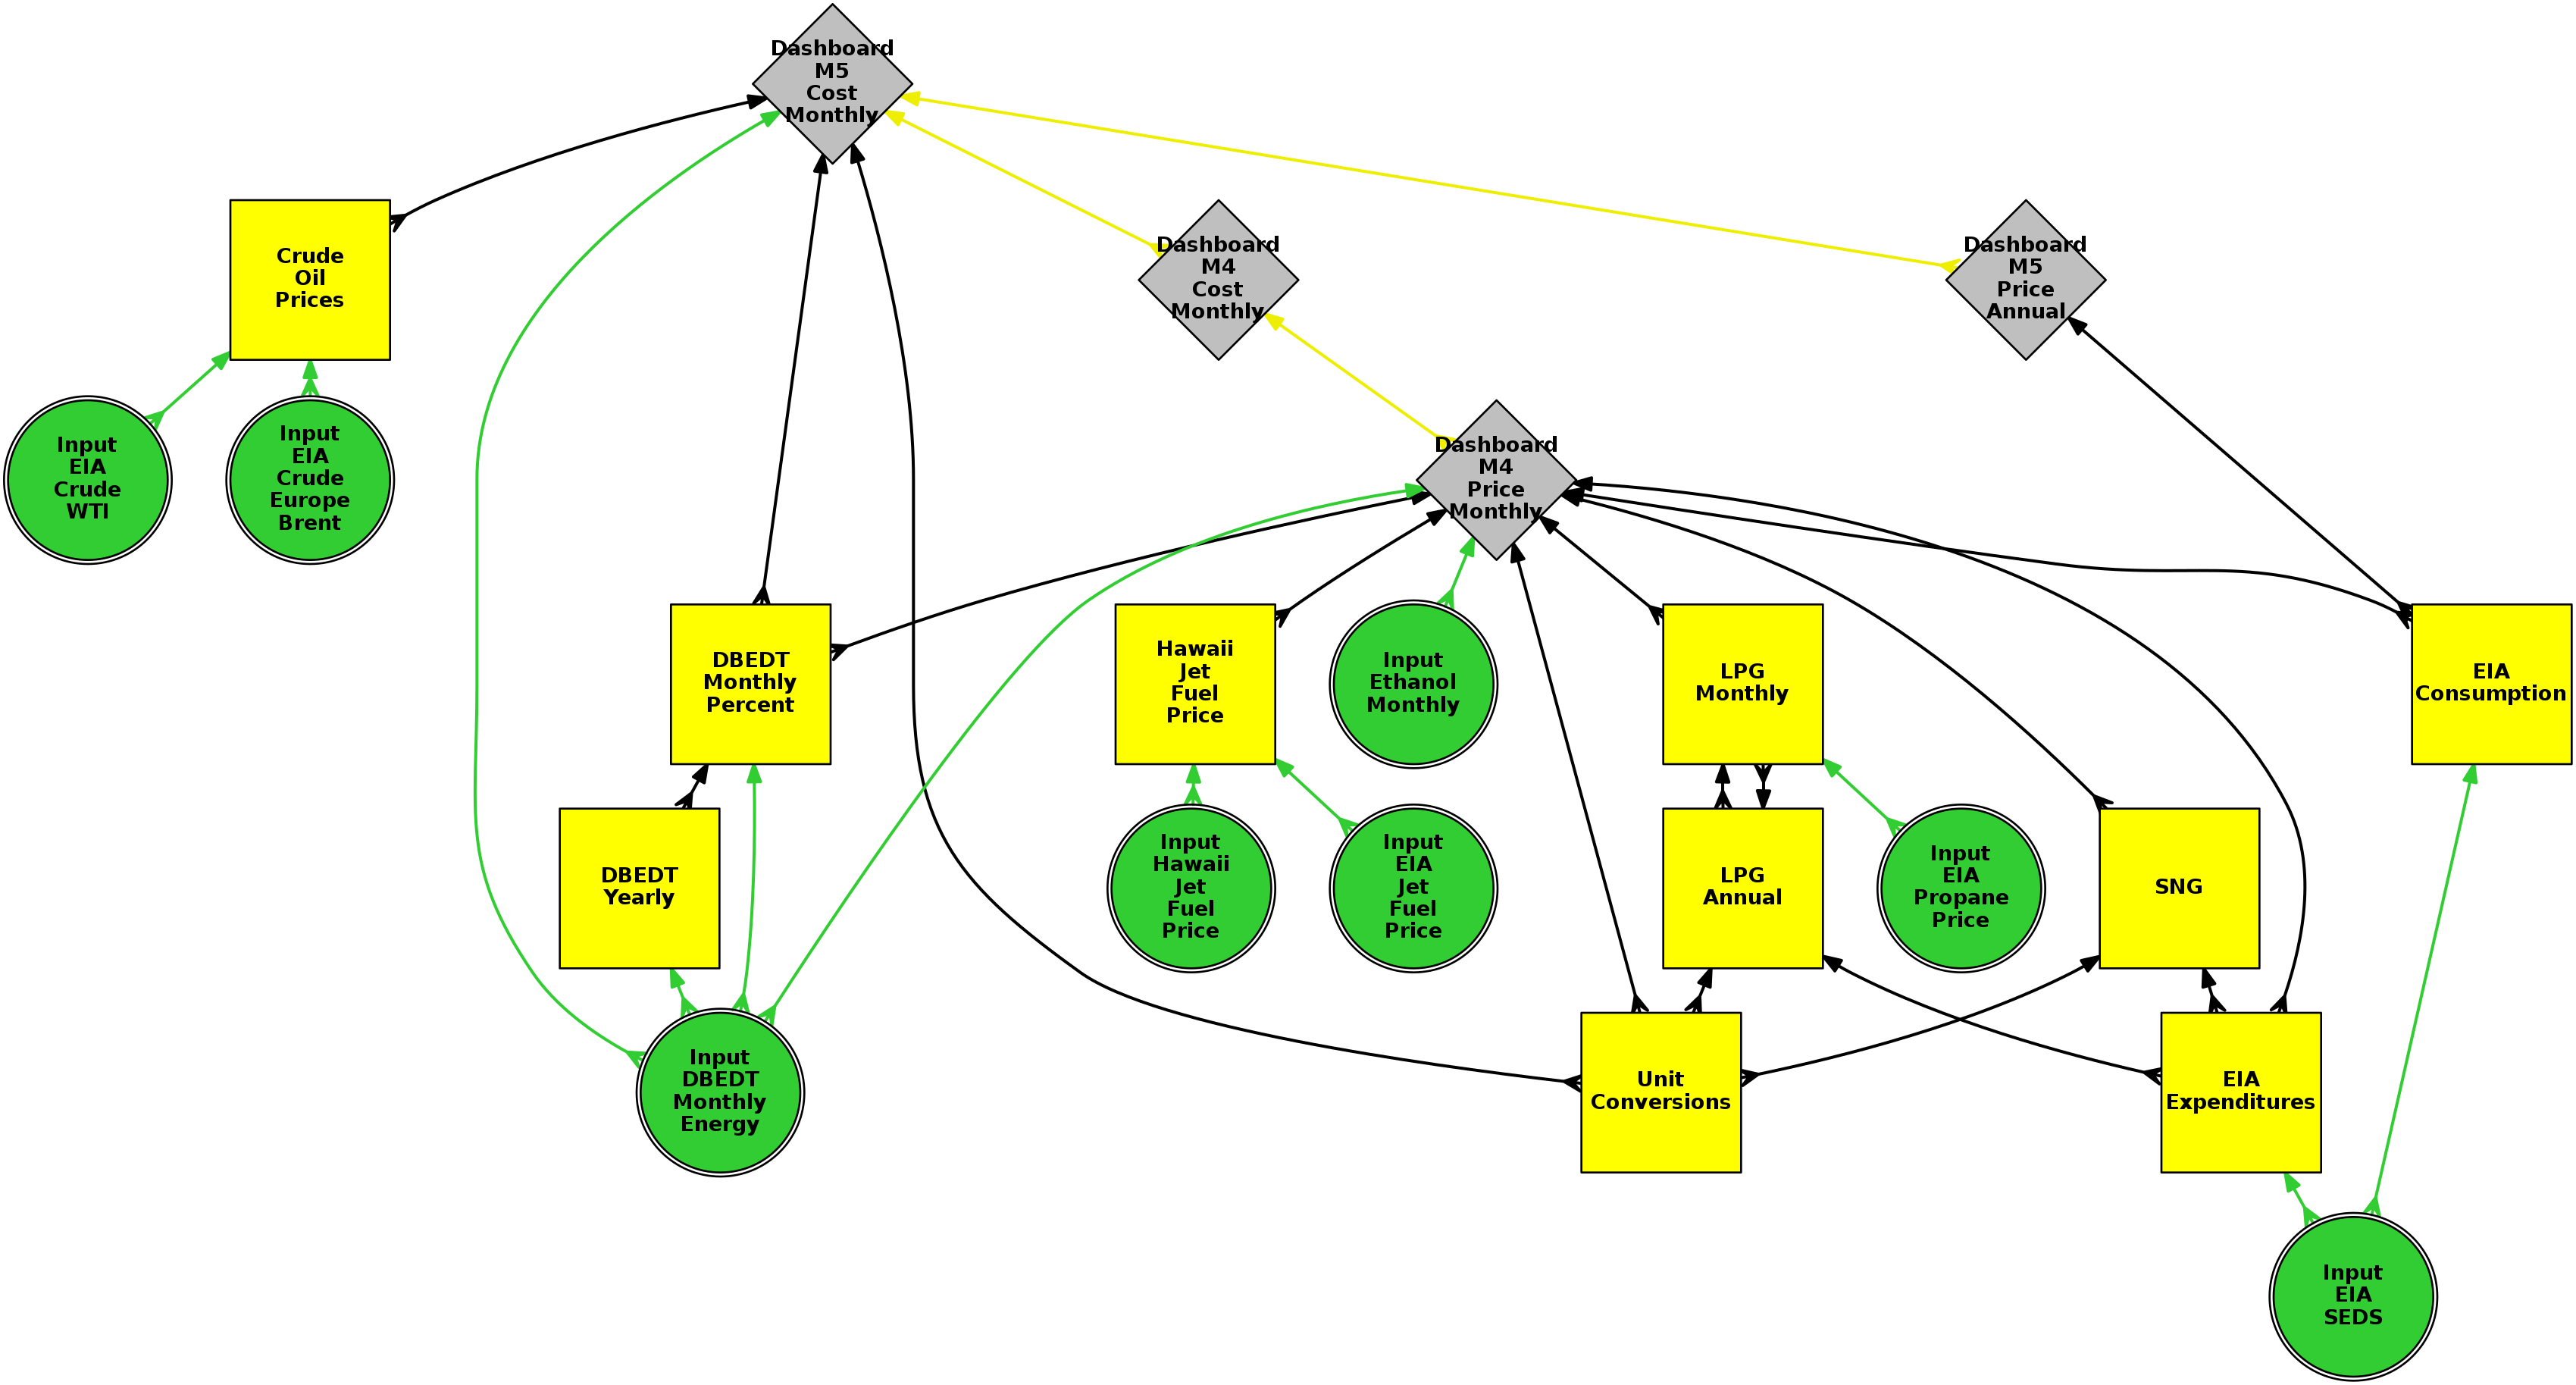 Dashboard
M5
Cost
Monthly
Crude
Oil
Prices
Dashboard
M4
Cost
Monthly
Dashboard
M5
Price
Annual
Input
EIA
Crude
WTI
Input
EIA
Crude
Europe
Brent
Dashboard
M4
Price
Monthly
DBEDT
Monthly
Percent
Hawaii
Jet
Fuel
Price
Input
Ethanol
Monthly
LPG
Monthly
EIA
Consumption
DBEDT
Yearly
Input
Hawaii
Jet
Fuel
Price
Input
EIA
Jet
Fuel
Price
LPG
Annual
Input
EIA
Propane
Price
SNG
Input
DBEDT
Monthly
Energy
Unit
Conversions
EIA
Expenditures
Input
EIA
SEDS